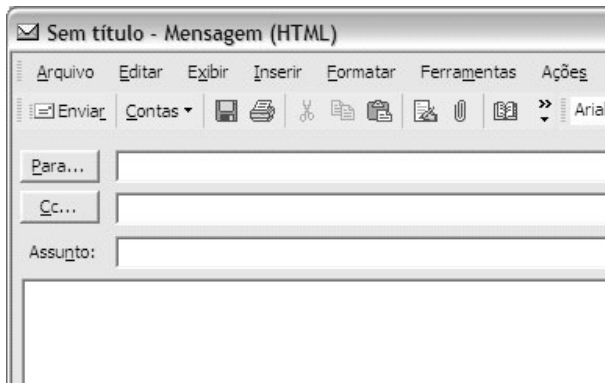 Sem título - Mensagem (HTML)
Arquivo Editar Exibir Inserir Formatar Ferramentas Ações
Enviar Contas Arial
Para...
Cc...
Assunto: